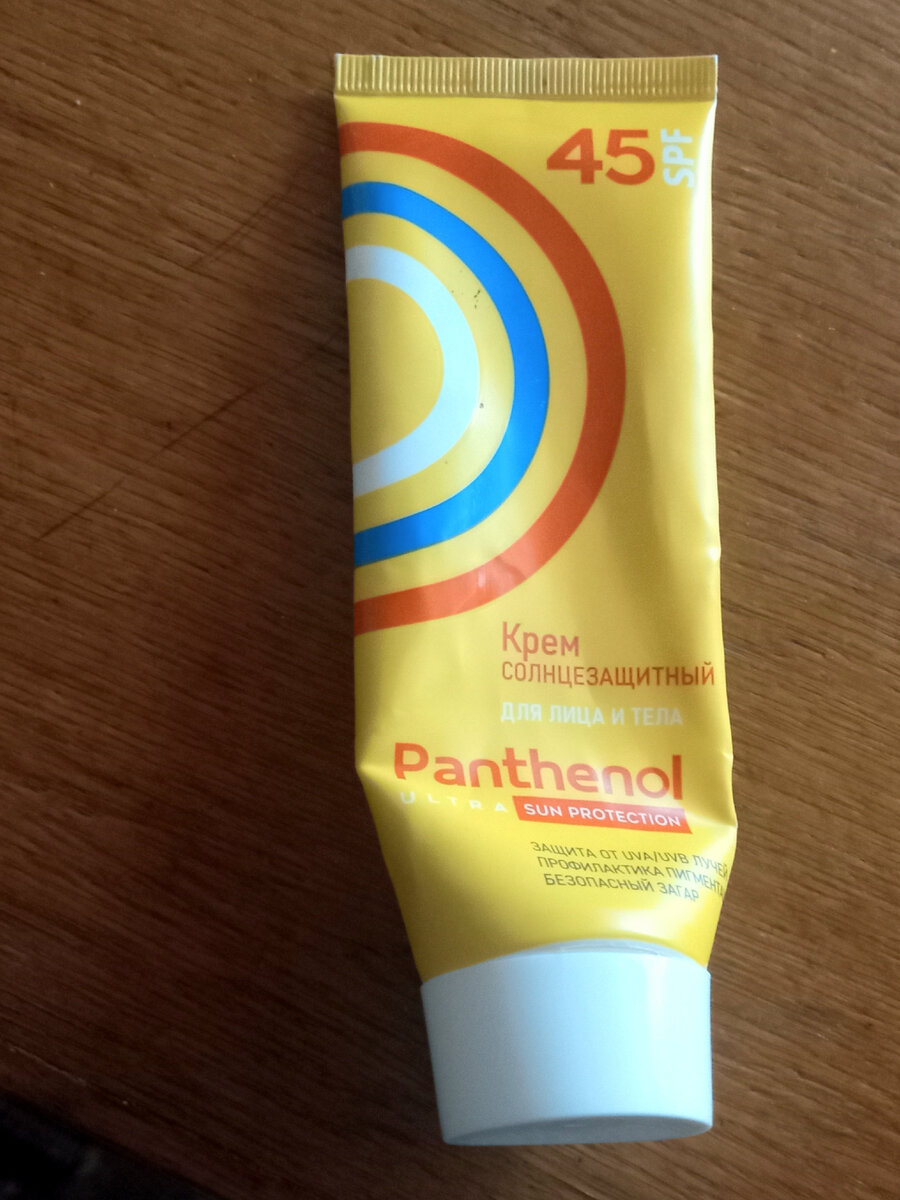 45 SPF
Крем
СОЛНЦЕЗАЩИТНЫЙ
ДЛЯ ЛИЦА И ТЕЛА
Panthenol
ULTRA SUN PROTECTION
ЗАЩИТА ОТ UVA/UVB ЛУЧЕЙ
ПРОФИЛАКТИКА ПИГМЕНТА
БЕЗОПАСНЫЙ ЗАГАР